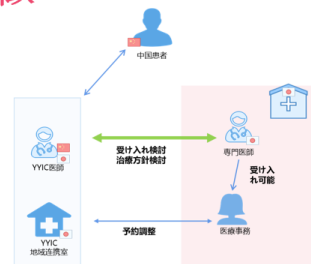 中国患者
YYIC医師
受け入れ検討
治療方針検討
専門医師
受け入
れ可能
YYIC
地域連携室
予約調整
医療事務